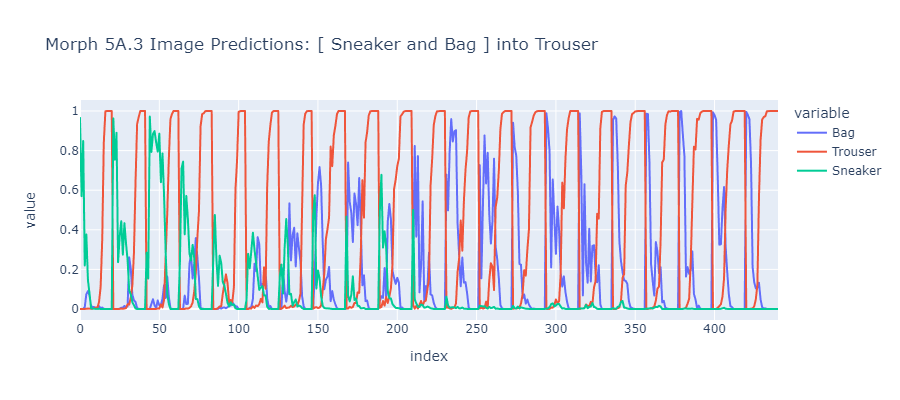 Morph 5A.3 Image Predictions: [ Sneaker and Bag ] into Trouser
variable
Bag
Trouser
Sneaker
value
1
0.8
0.6
0.4
0.2
0
0 50 100 150 200 250 300 350 400
index